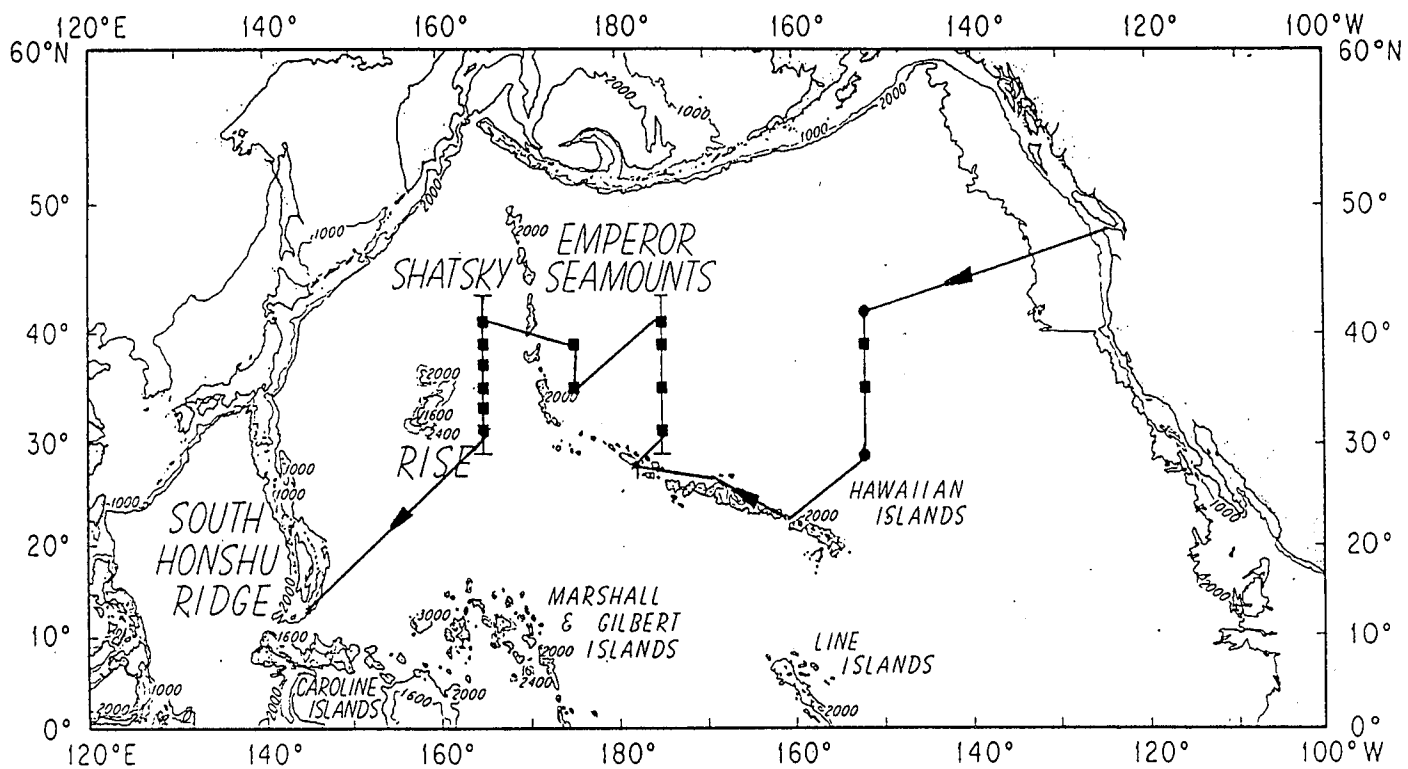 120°E 140° 160° 180° 160° 140° 120° 100°W
60°N 60°N
2000
1000
1000
2000
2000
50° 50°
1000
2000
EMPEROR
SEAMOUNTS
SHATSKY
40° 40°
2000
1600
2400
2000
30° 30°
RISE
1000
1000
1000
HAWAIIAN
ISLANDS
2000
1000
SOUTH
HONSHU
RIDGE
20° 20°
2000
2000
MARSHALL
& GILBERT
ISLANDS
3000
10° 10°
1600
2000
2400
LINE
ISLANDS
CAROLINE
ISLANDS
1000
2000
2000
1600
2000
2000
0° 0°
120°E 140° 160° 180° 160° 140° 120° 100°W